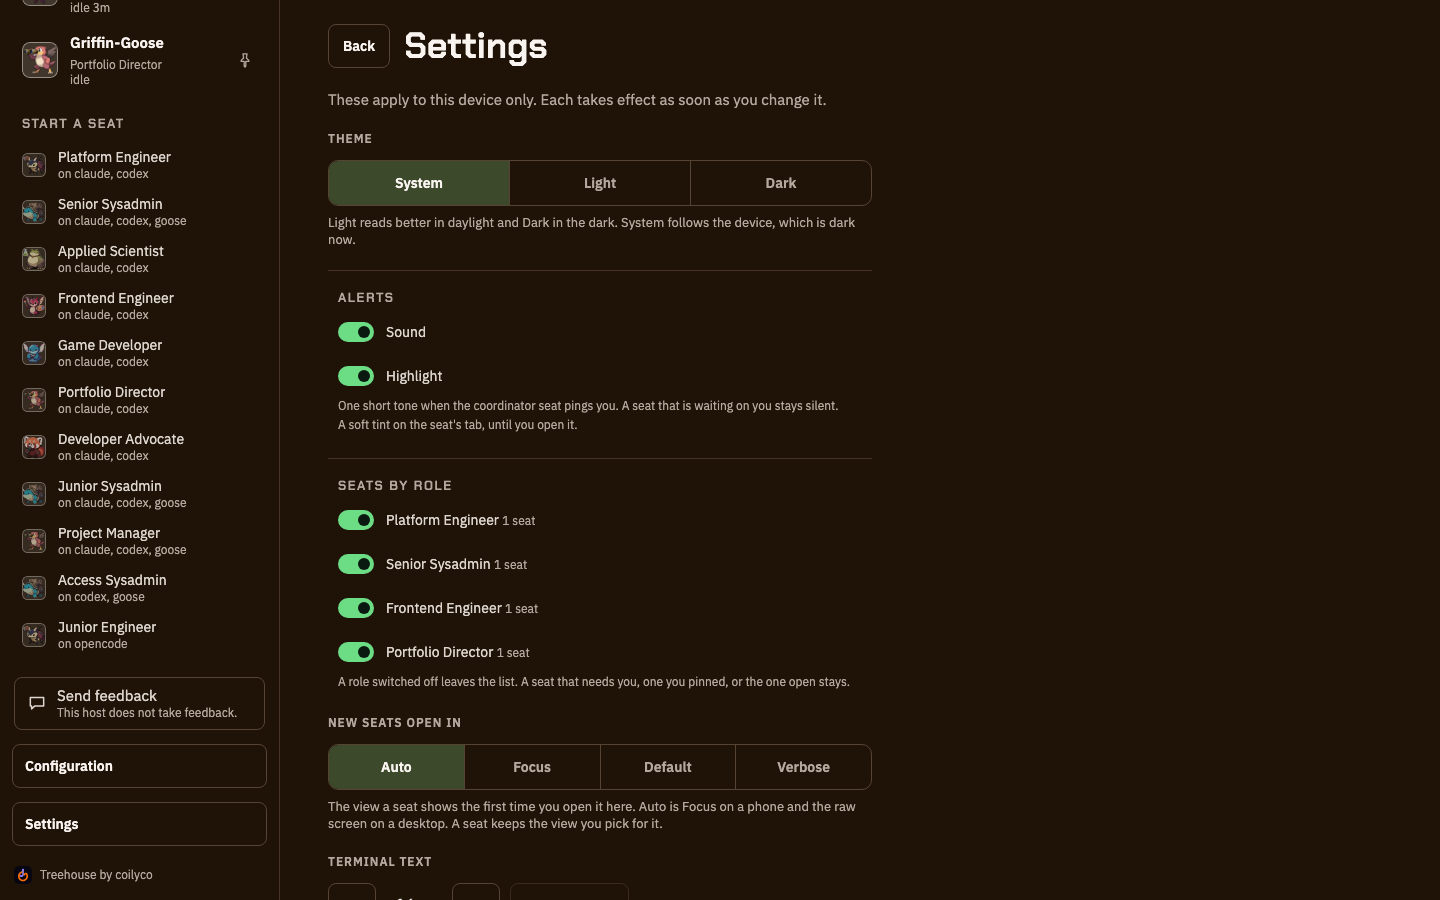 idle 3m
Griffin-Goose
Portfolio Director
idle
START A SEAT
Platform Engineer
on claude, codex
Senior Sysadmin
on claude, codex, goose
Applied Scientist
on claude, codex
Frontend Engineer
on claude, codex
Game Developer
on claude, codex
Portfolio Director
on claude, codex
Developer Advocate
on claude, codex
Junior Sysadmin
on claude, codex, goose
Project Manager
on claude, codex, goose
Access Sysadmin
on codex, goose
Junior Engineer
on opencode
Send feedback
This host does not take feedback.
Configuration
Settings
Treehouse by coilyco
Back
Settings
These apply to this device only. Each takes effect as soon as you change it.
THEME
System
Light
Dark
Light reads better in daylight and Dark in the dark. System follows the device, which is dark
now.
ALERTS
Sound
Highlight
One short tone when the coordinator seat pings you. A seat that is waiting on you stays silent.
A soft tint on the seat's tab, until you open it.
SEATS BY ROLE
Platform Engineer 1 seat
Senior Sysadmin 1 seat
Frontend Engineer 1 seat
Portfolio Director 1 seat
A role switched off leaves the list. A seat that needs you, one you pinned, or the one open stays.
NEW SEATS OPEN IN
Auto
Focus
Default
Verbose
The view a seat shows the first time you open it here. Auto is Focus on a phone and the raw
screen on a desktop. A seat keeps the view you pick for it.
TERMINAL TEXT